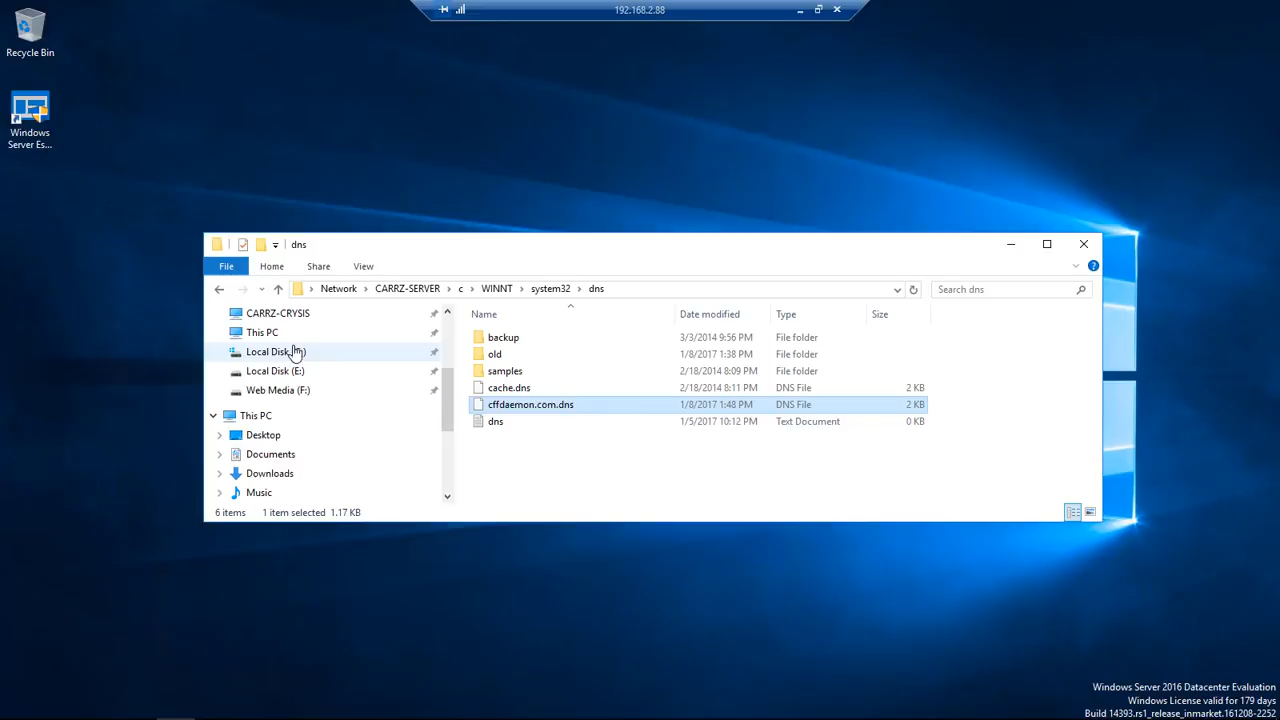 192.168.2.88
Recycle Bin
Windows
Server Es...
dns
File Home Share View
Network CARRZ-SERVER c WINNT system32 dns
Search dns
CARRZ-CRYSIS
This PC
Local Disk
Local Disk (E:)
Web Media (F:)
This PC
Desktop
Documents
Downloads
Music
Name Date modified Type Size
backup 3/3/2014 9:56 PM File folder
old 1/8/2017 1:38 PM File folder
samples 2/18/2014 8:09 PM File folder
cache.dns 2/18/2014 8:11 PM DNS File 2 KB
cffdaemon.com.dns 1/8/2017 1:48 PM DNS File 2 KB
dns 1/5/2017 10:12 PM Text Document 0 KB
6 items 1 item selected 1.17 KB
Windows Server 2016 Datacenter Evaluation
Windows License valid for 179 days
Build 14393.rs1_release_inmarket.161208-2252